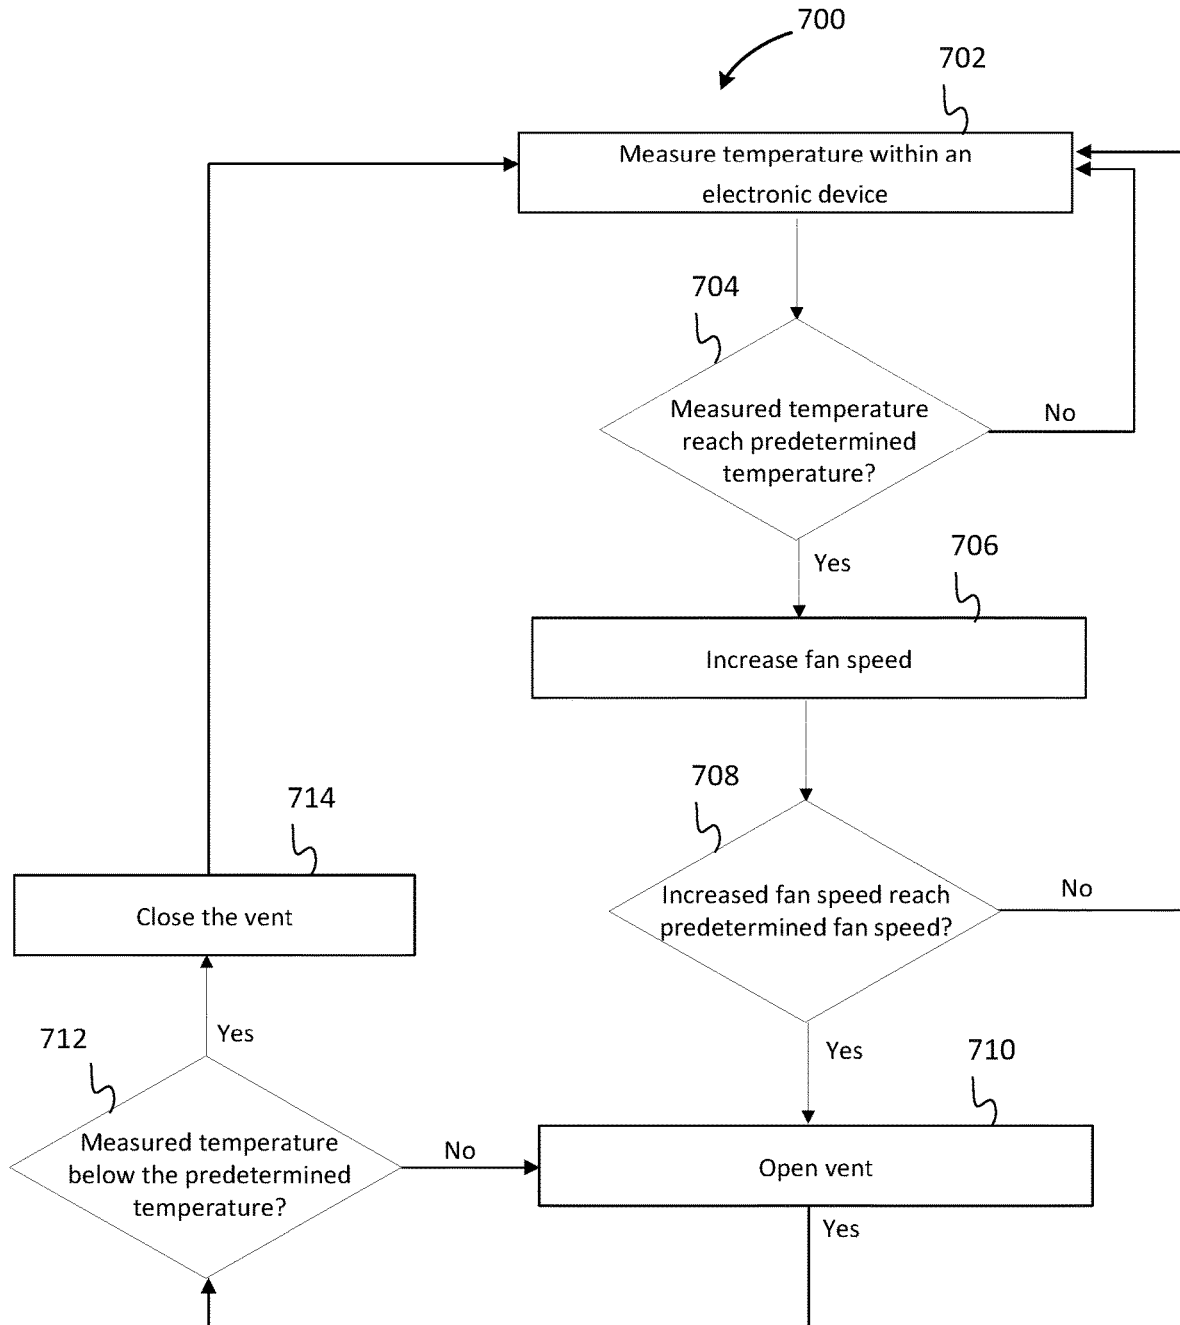 700
702
Measure temperature within an
electronic device
704
Measured temperature
reach predetermined
temperature?
No
Yes
706
Increase fan speed
708
Increased fan speed reach
predetermined fan speed?
No
Yes
710
Open vent
Yes
712
Measured temperature
below the predetermined
temperature?
No
Yes
714
Close the vent